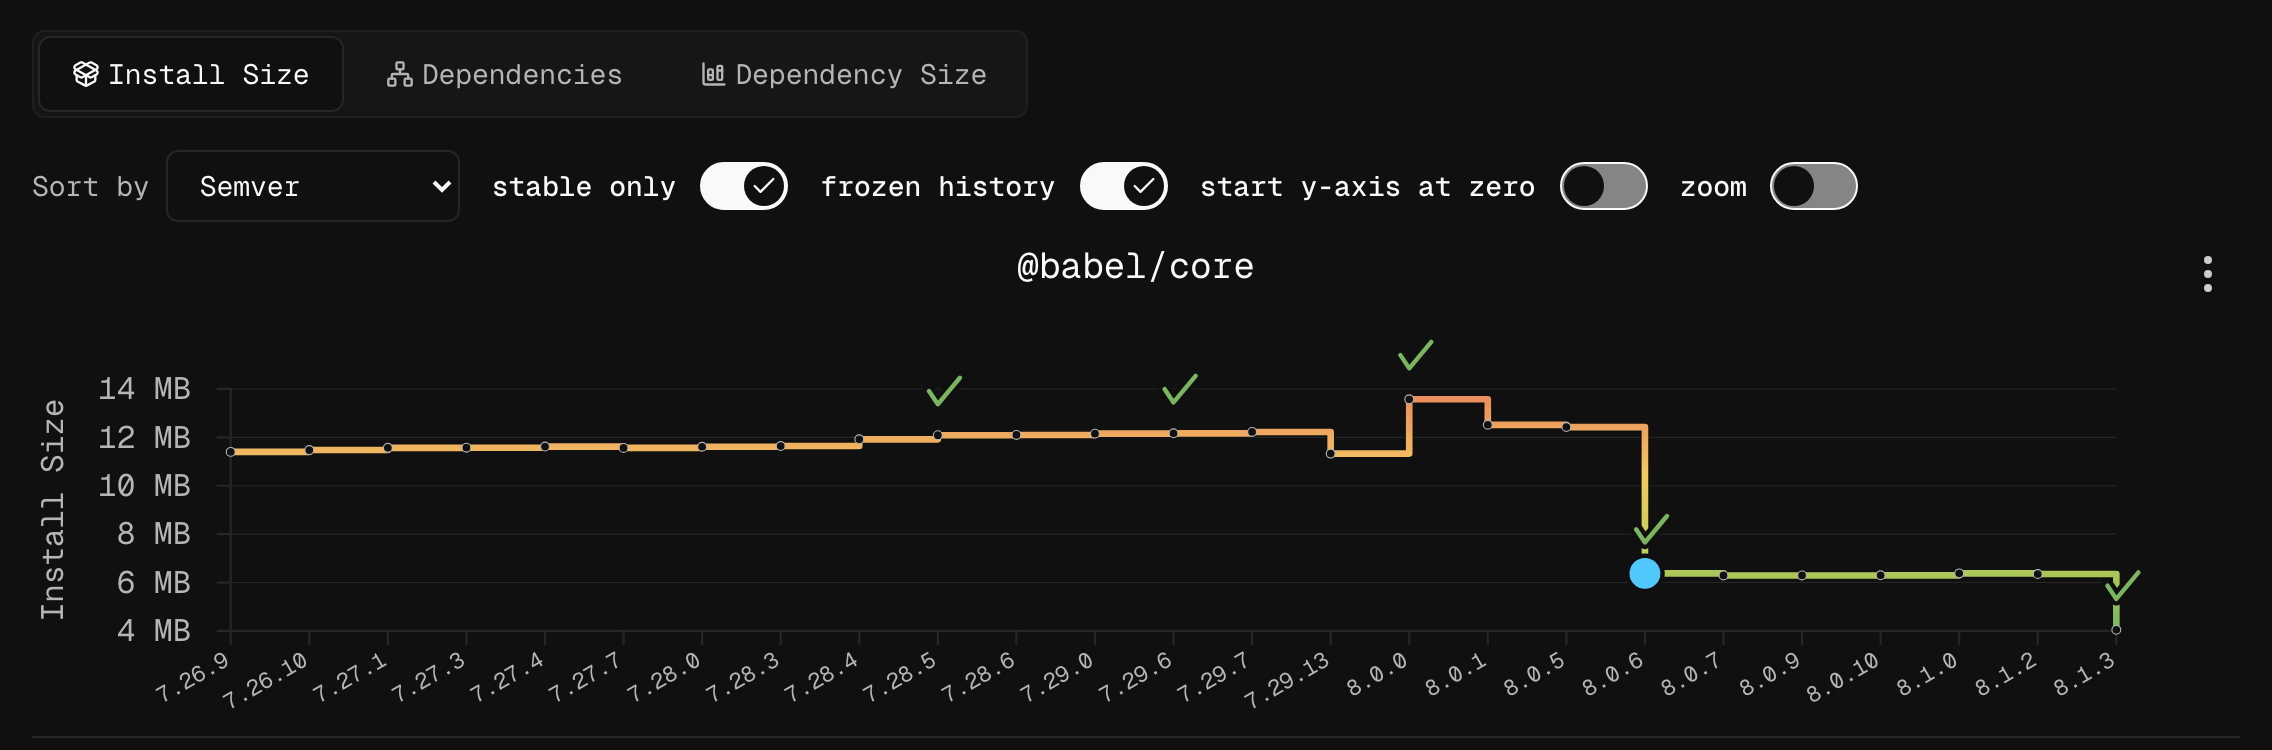 Install Size Dependencies Dependency Size
Sort by Semver stable only frozen history start y-axis at zero zoom
@babel/core
Install Size
14 MB
12 MB
10 MB
8 MB
6 MB
4 MB
7.26.9 7.26.10 7.27.1 7.27.3 7.27.4 7.27.7 7.28.0 7.28.3 7.28.4 7.28.5 7.28.6 7.29.0 7.29.6 7.29.7 7.29.13 8.0.0 8.0.1 8.0.5 8.0.6 8.0.7 8.0.9 8.0.10 8.1.0 8.1.2 8.1.3